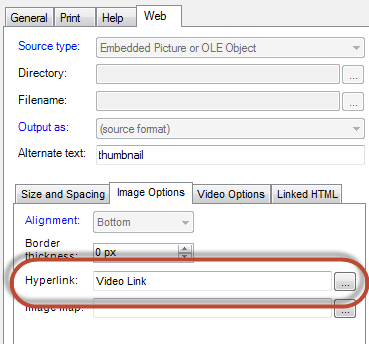 General Print Help Web
Source type: Embedded Picture or OLE Object
Directory: ...
Filename: ...
Output as: (source format)
Alternate text: thumbnail
Size and Spacing Image Options Video Options Linked HTML
Alignment: Bottom
Border
thickness: 0 px
Hyperlink: Video Link ...
Image map: ...